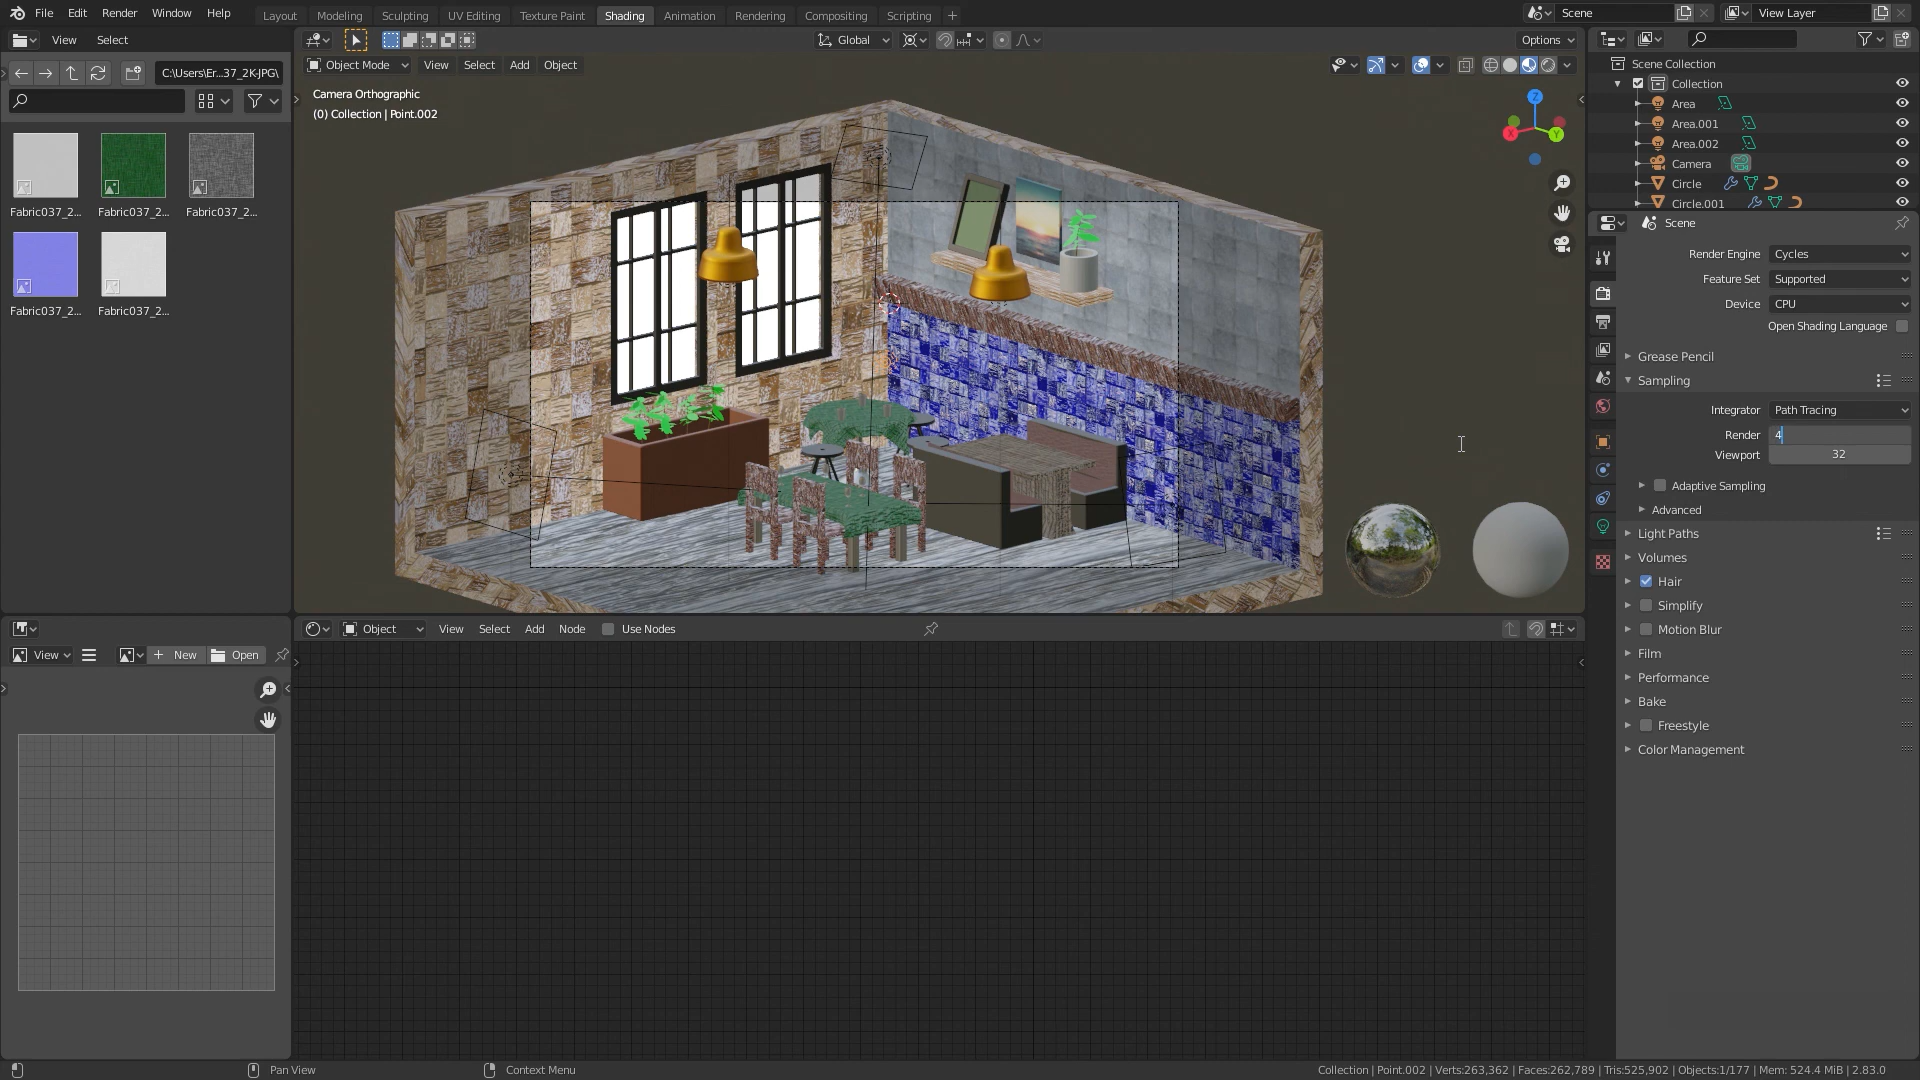 File Edit Render Window Help Layout Modeling Sculpting UV Editing Texture Paint Shading Animation Rendering Compositing Scripting + Scene View Layer
View Select Global Options
C:\Users\Er...37_2K-JPG\ Object Mode View Select Add Object
Camera Orthographic
(0) Collection | Point.002
Z
X
Y
Fabric037_2... Fabric037_2... Fabric037_2...
Fabric037_2... Fabric037_2...
Scene Collection
Collection
Area
Area.001
Area.002
Camera
Circle
Circle.001
Scene
Render Engine Cycles
Feature Set Supported
Device CPU
Open Shading Language
Grease Pencil
Sampling
Integrator Path Tracing
Render 4
Viewport 32
Adaptive Sampling
Advanced
Light Paths
Volumes
Hair
Simplify
Motion Blur
Film
Performance
Bake
Freestyle
Color Management
Object View Select Add Node Use Nodes
View New Open
Pan View Context Menu Collection | Point.002 | Verts:263,362 | Faces:262,789 | Tris:525,902 | Objects:1/177 | Mem: 524.4 MiB | 2.83.0